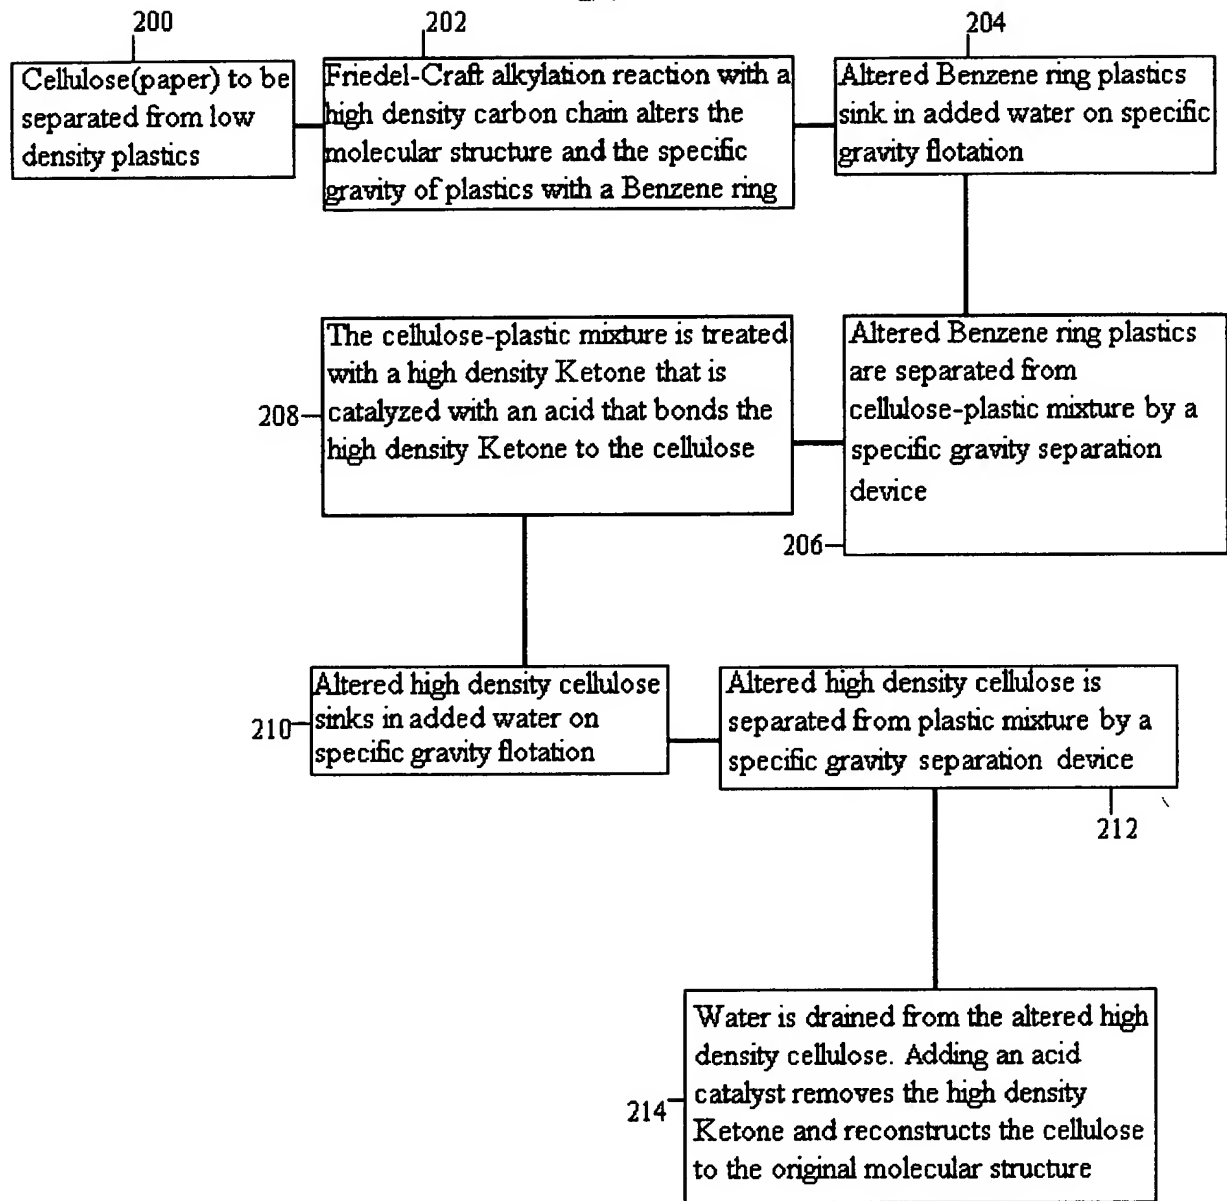 200
202
204
Cellulose(paper) to be
separated from low
density plastics
Friedel-Craft alkylation reaction with a
high density carbon chain alters the
molecular structure and the specific
gravity of plastics with a Benzene ring
Altered Benzene ring plastics
sink in added water on specific
gravity flotation
Altered Benzene ring plastics
are separated from
cellulose-plastic mixture by a
specific gravity separation
device
206
The cellulose-plastic mixture is treated
with a high density Ketone that is
catalyzed with an acid that bonds the
high density Ketone to the cellulose
208
Altered high density cellulose
sinks in added water on
specific gravity flotation
210
Altered high density cellulose is
separated from plastic mixture by a
specific gravity separation device
212
Water is drained from the altered high
density cellulose. Adding an acid
catalyst removes the high density
Ketone and reconstructs the cellulose
to the original molecular structure
214